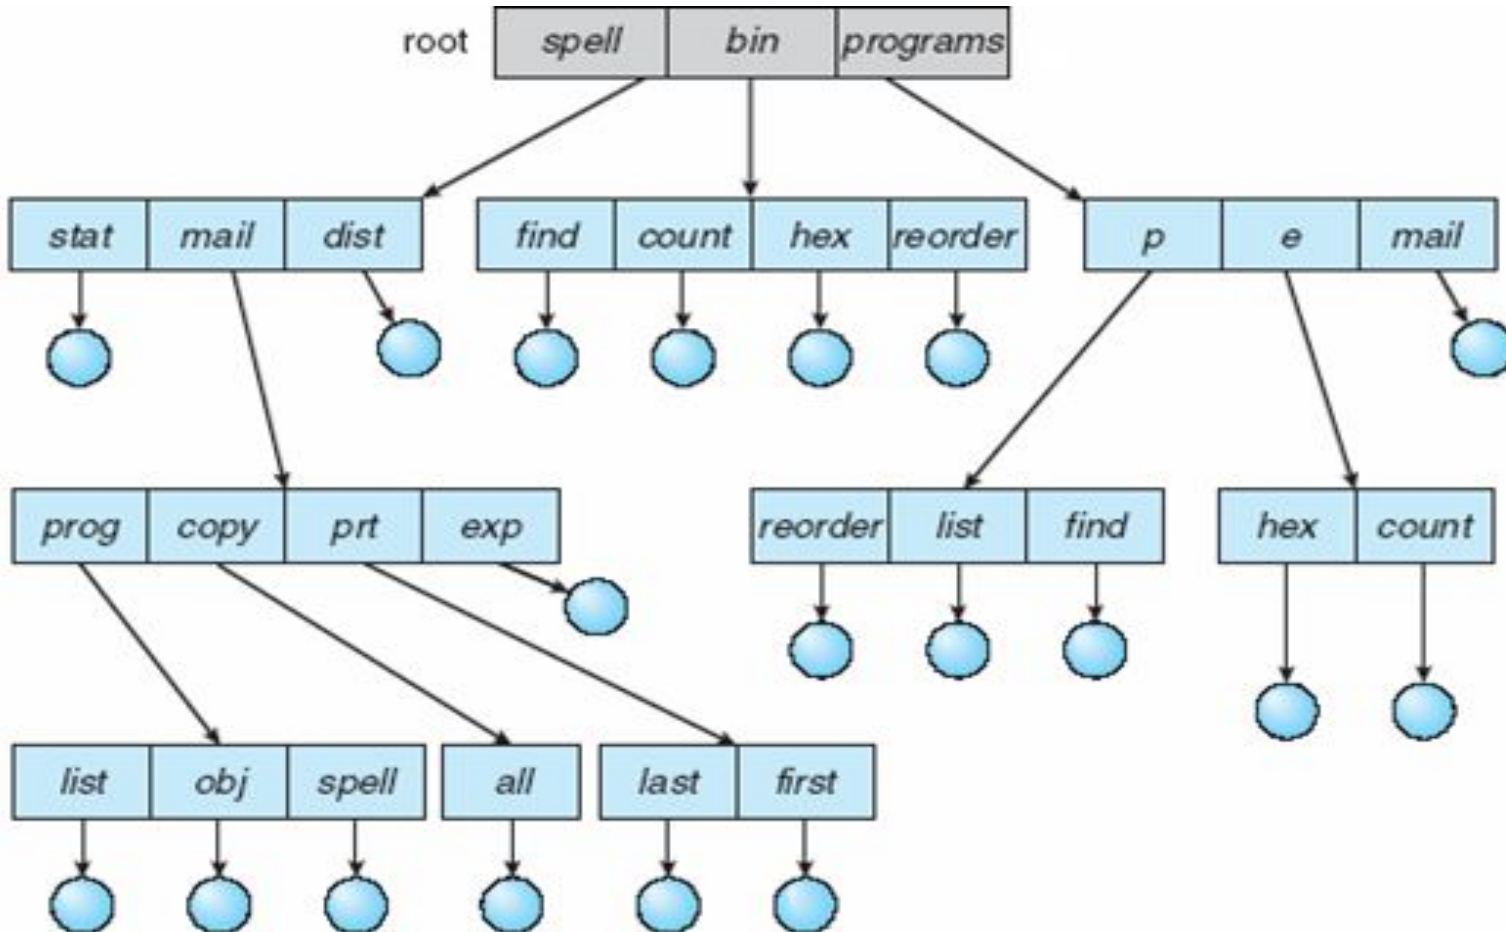 root spell bin programs
stat mail dist find count hex reorder p e mail
prog copy prt exp reorder list find hex count
list obj spell all last first